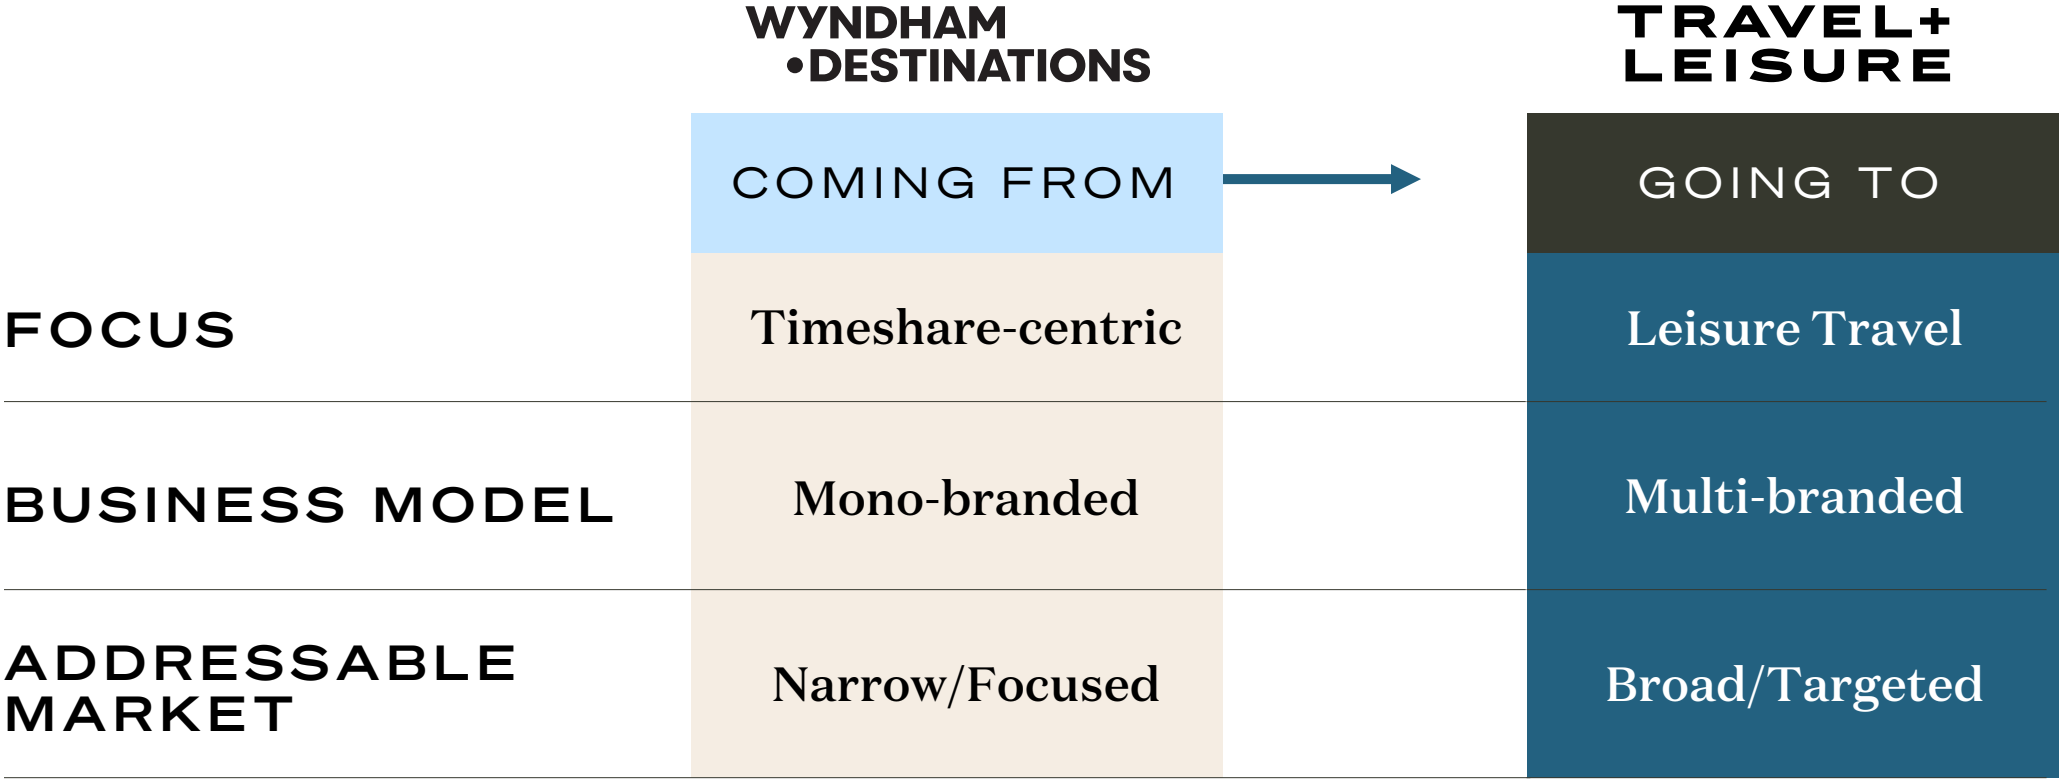 WYNDHAM
•DESTINATIONS
TRAVEL+
LEISURE
COMING FROM
GOING TO
FOCUS
Timeshare-centric
Leisure Travel
BUSINESS MODEL
Mono-branded
Multi-branded
ADDRESSABLE
MARKET
Narrow/Focused
Broad/Targeted